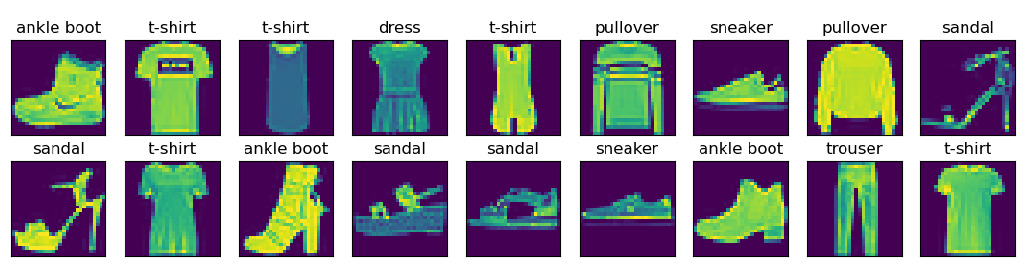 ankle boot t-shirt t-shirt dress t-shirt pullover sneaker pullover sandal
sandal t-shirt ankle boot sandal sandal sneaker ankle boot trouser t-shirt